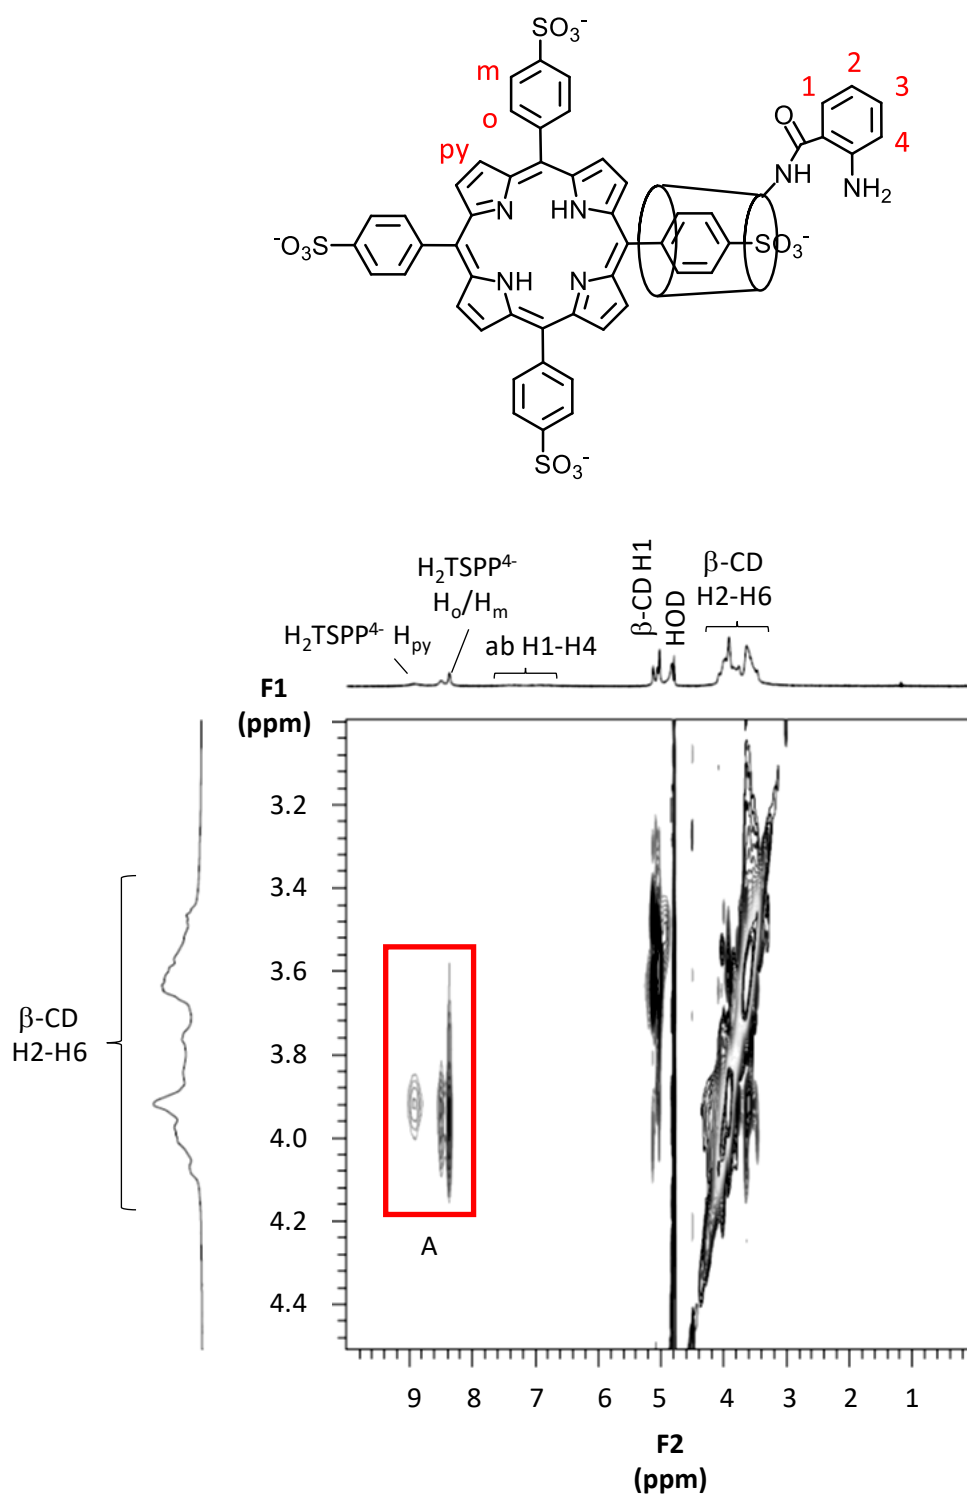 SO₃⁻
m
o
py
1
2
3
4
O
NH
NH₂
N
HN
⁻O₃S
SO₃⁻
NH
N
SO₃⁻
H₂TSPP⁴⁻
Hₒ/Hₘ
H₂TSPP⁴⁻ H_py
ab H1-H4
β-CD H1
HOD
β-CD
H2-H6
F1
(ppm)
3.2
3.4
3.6
3.8
4.0
4.2
4.4
β-CD
H2-H6
A
9 8 7 6 5 4 3 2 1
F2
(ppm)